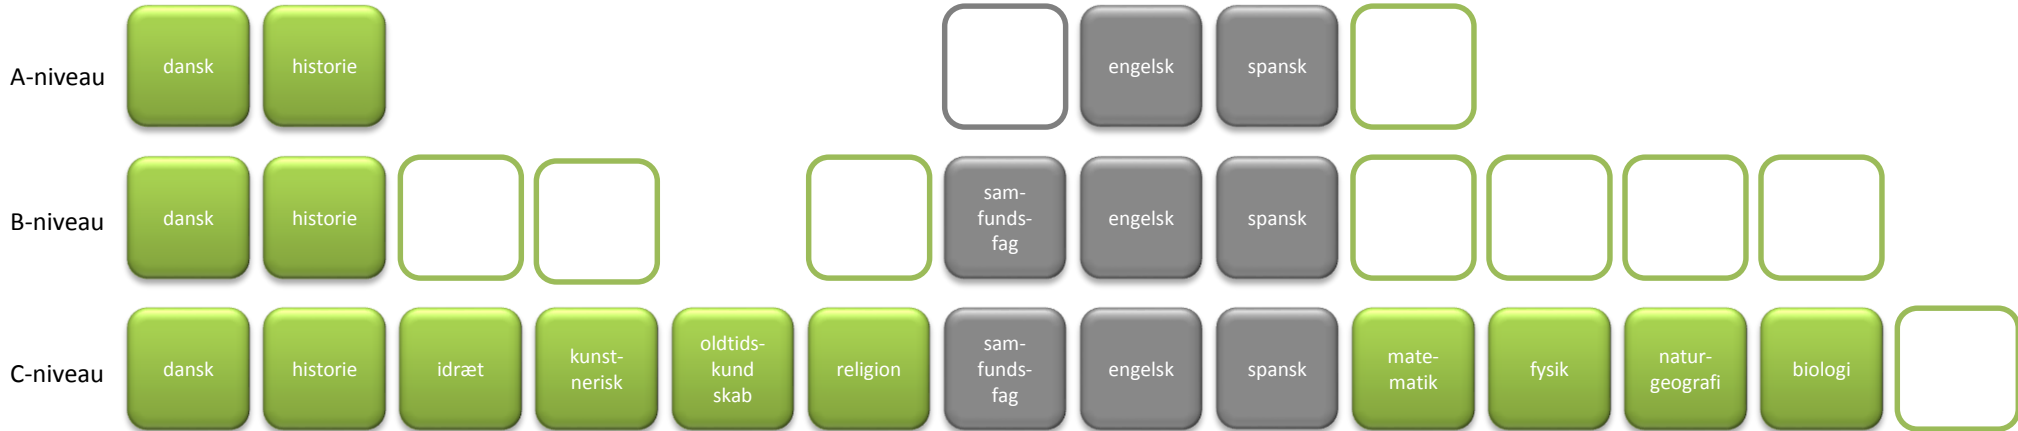 A-niveau
dansk
historie
engelsk
spansk
B-niveau
dansk
historie
sam-
funds-
fag
engelsk
spansk
C-niveau
dansk
historie
idræt
kunst-
nerisk
oldtids-
kund
skab
religion
sam-
funds-
fag
engelsk
spansk
mate-
matik
fysik
natur-
geografi
biologi